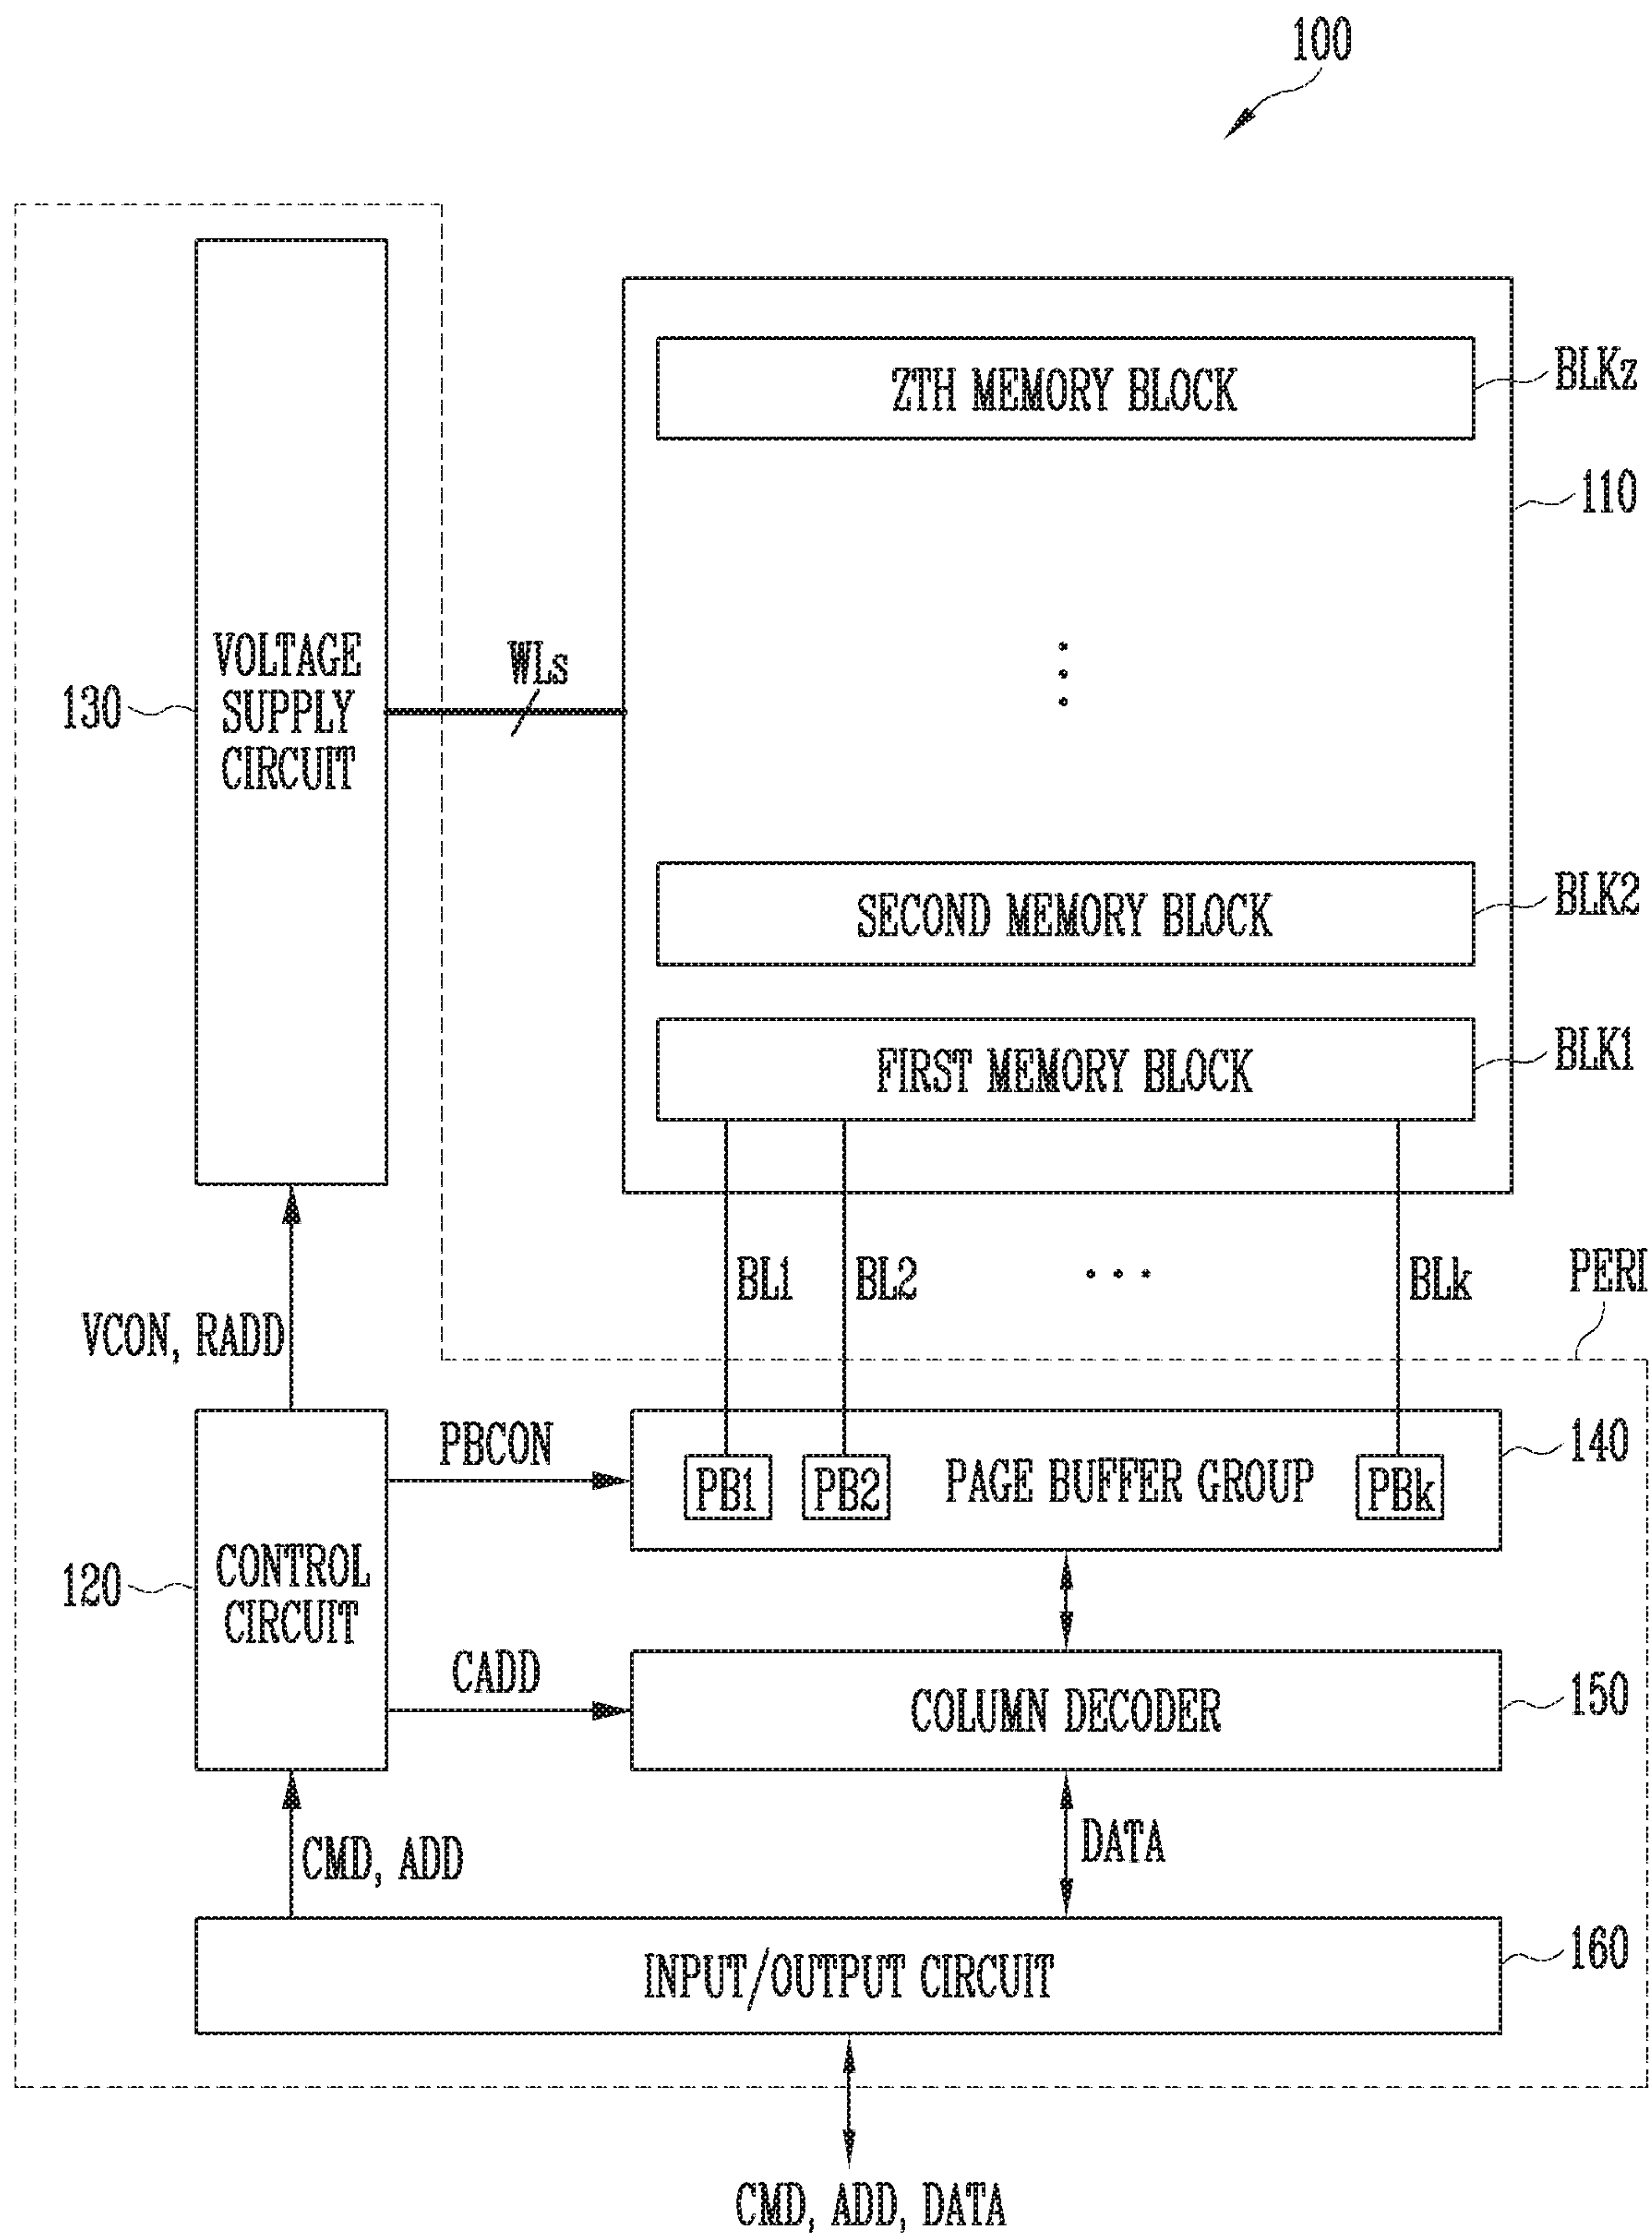 100
ZTH MEMORY BLOCK
BLKz
110
VOLTAGE
SUPPLY
CIRCUIT
130
WLs
SECOND MEMORY BLOCK
BLK2
FIRST MEMORY BLOCK
BLK1
BL1
BL2
BLk
PERI
VCON, RADD
PBCON
PB1
PB2
PAGE BUFFER GROUP
PBk
140
CONTROL
CIRCUIT
120
CADD
COLUMN DECODER
150
CMD, ADD
DATA
INPUT/OUTPUT CIRCUIT
160
CMD, ADD, DATA